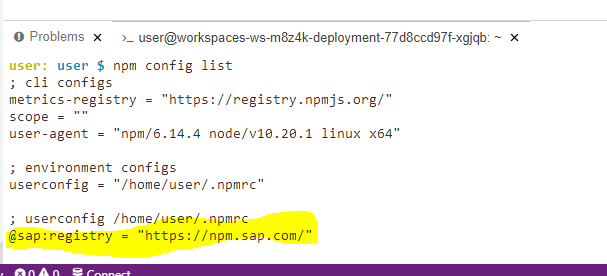 Problems × >_ user@workspaces-ws-m8z4k-deployment-77d8ccd97f-xgjqb: ~ ×
user: user $ npm config list
; cli configs
metrics-registry = "https://registry.npmjs.org/"
scope = ""
user-agent = "npm/6.14.4 node/v10.20.1 linux x64"
; environment configs
userconfig = "/home/user/.npmrc"
; userconfig /home/user/.npmrc
@sap:registry = "https://npm.sap.com/"
0 0 Connect